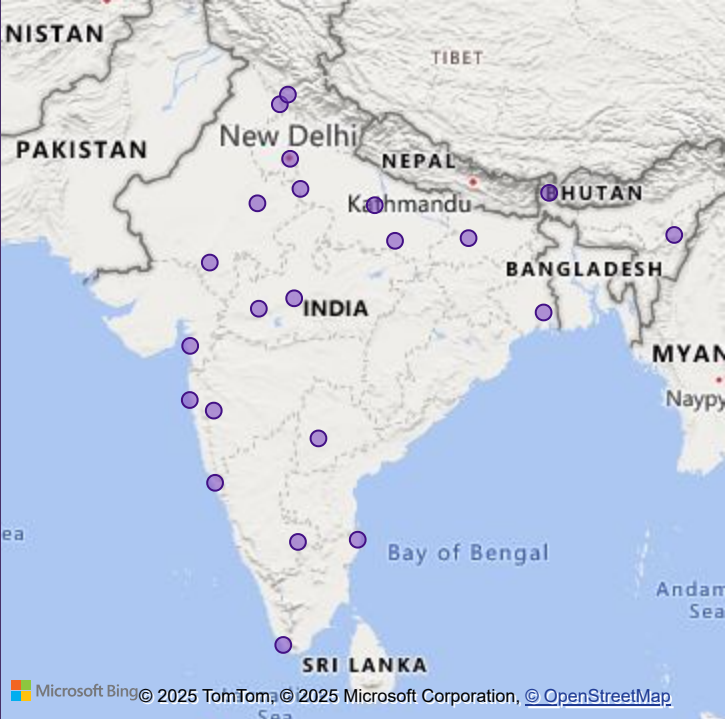 NISTAN
TIBET
New Delhi
PAKISTAN
NEPAL
Kathmandu
BHUTAN
BANGLADESH
INDIA
MYAN
Naypy
ea
Bay of Bengal
Andam
Sea
SRI LANKA
Microsoft Bing
© 2025 TomTom, © 2025 Microsoft Corporation, © OpenStreetMap
Sea